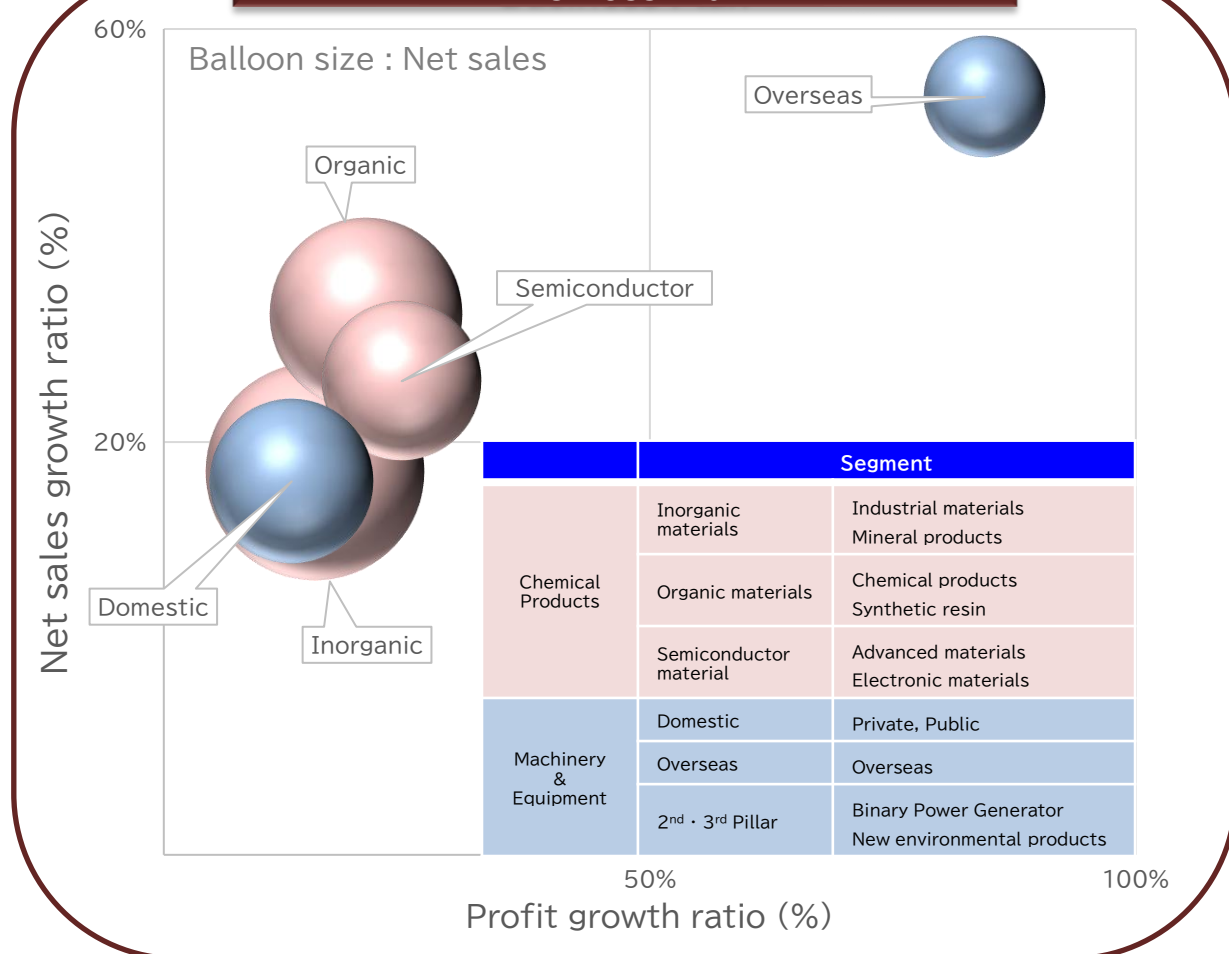 60%
Balloon size : Net sales
Overseas
Organic
Semiconductor
20%
Domestic
Inorganic
Net sales growth ratio (%)
Segment
Chemical
Products
Inorganic
materials
Industrial materials
Mineral products
Organic materials
Chemical products
Synthetic resin
Semiconductor
material
Advanced materials
Electronic materials
Machinery
&
Equipment
Domestic
Private, Public
Overseas
Overseas
2nd・3rd Pillar
Binary Power Generator
New environmental products
50%
100%
Profit growth ratio (%)